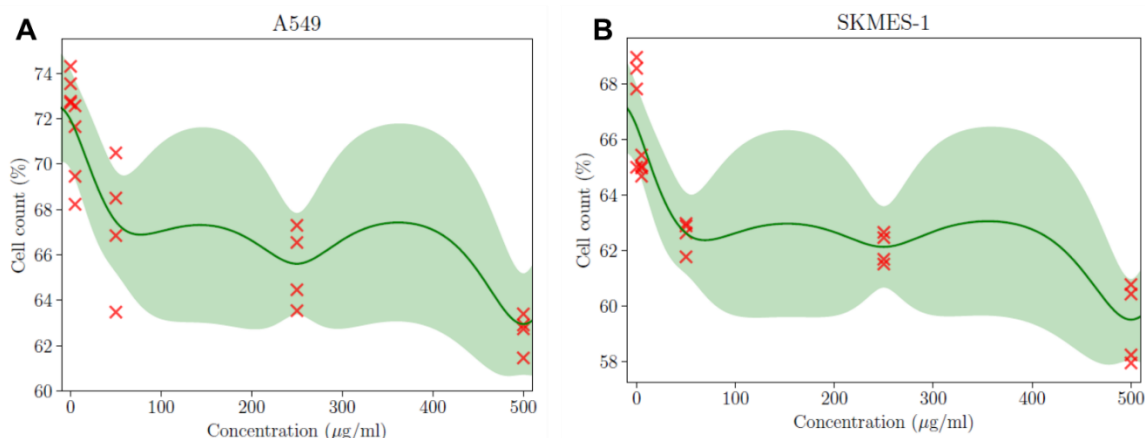 A
A549
74
72
70
68
66
64
62
60
Cell count (%)
0 100 200 300 400 500
Concentration (μg/ml)
B
SKMES-1
68
66
64
62
60
58
Cell count (%)
0 100 200 300 400 500
Concentration (μg/ml)